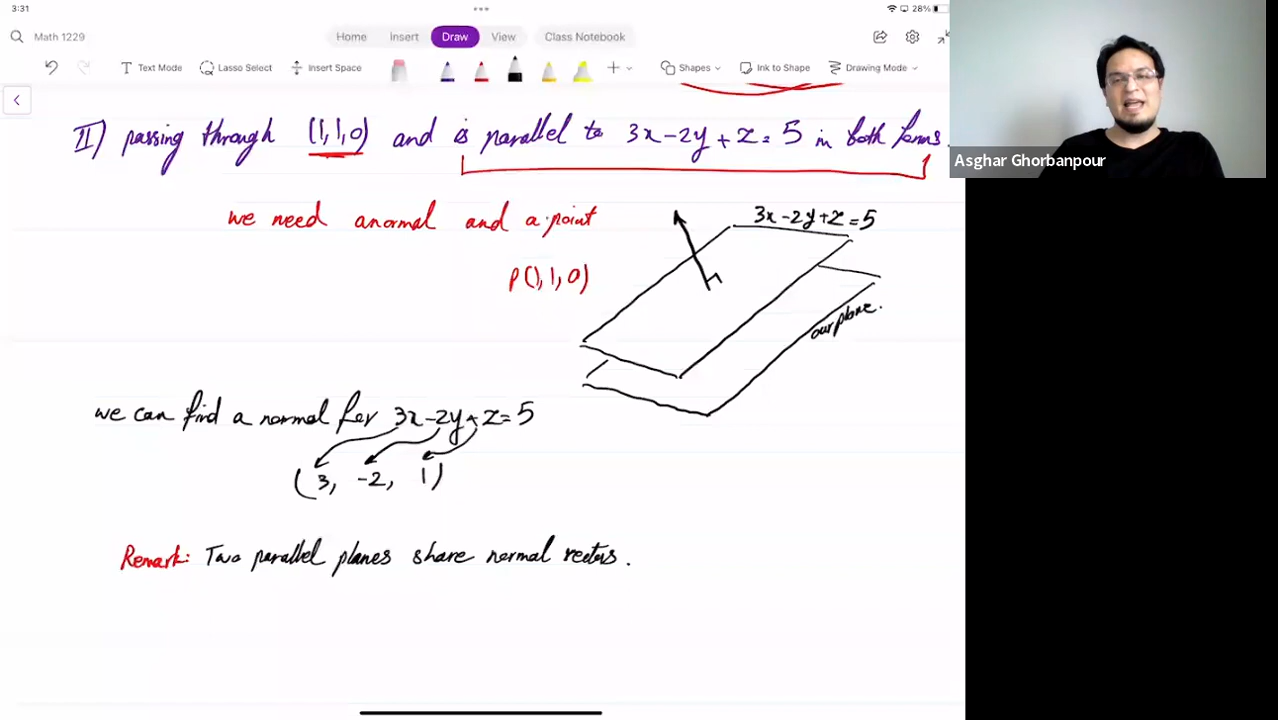 3:31
28%
Math 1229
Home Insert Draw View Class Notebook
Text Mode Lasso Select Insert Space Shapes Ink to Shape Drawing Mode
II) passing through (1,1,0) and is parallel to 3x-2y+z=5 in both forms.
Asghar Ghorbanpour
we need anormal and a point
3x-2y+z=5
P(1,1,0)
our plane.
we can find a normal for 3x-2y+z=5
(3, -2, 1)
Remark: Two parallel planes share normal vectors.